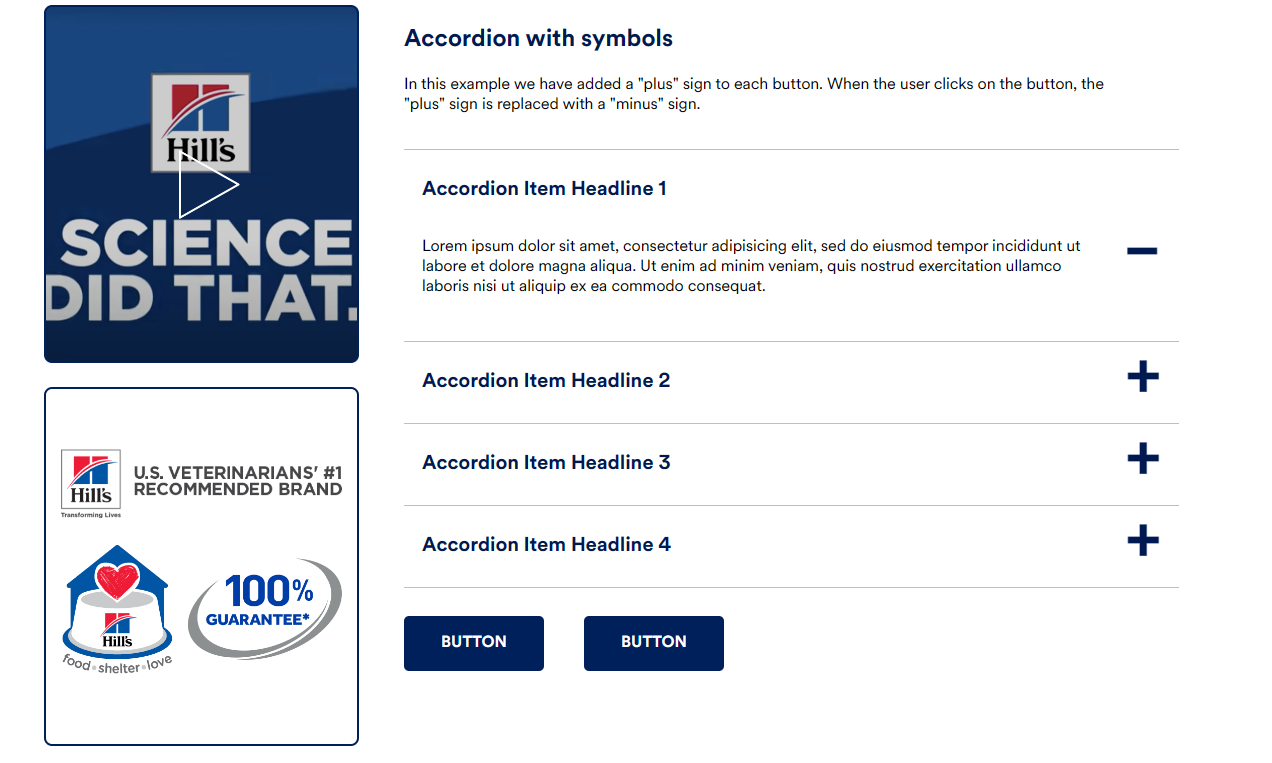 Hill's
SCIENCE
DID THAT.
Hill's
Transforming Lives
U.S. VETERINARIANS' #1
RECOMMENDED BRAND
Hill's
food•shelter•love
100%
GUARANTEE*
Accordion with symbols
In this example we have added a "plus" sign to each button. When the user clicks on the button, the
"plus" sign is replaced with a "minus" sign.
Accordion Item Headline 1
Lorem ipsum dolor sit amet, consectetur adipisicing elit, sed do eiusmod tempor incididunt ut
labore et dolore magna aliqua. Ut enim ad minim veniam, quis nostrud exercitation ullamco
laboris nisi ut aliquip ex ea commodo consequat.
Accordion Item Headline 2
Accordion Item Headline 3
Accordion Item Headline 4
BUTTON
BUTTON